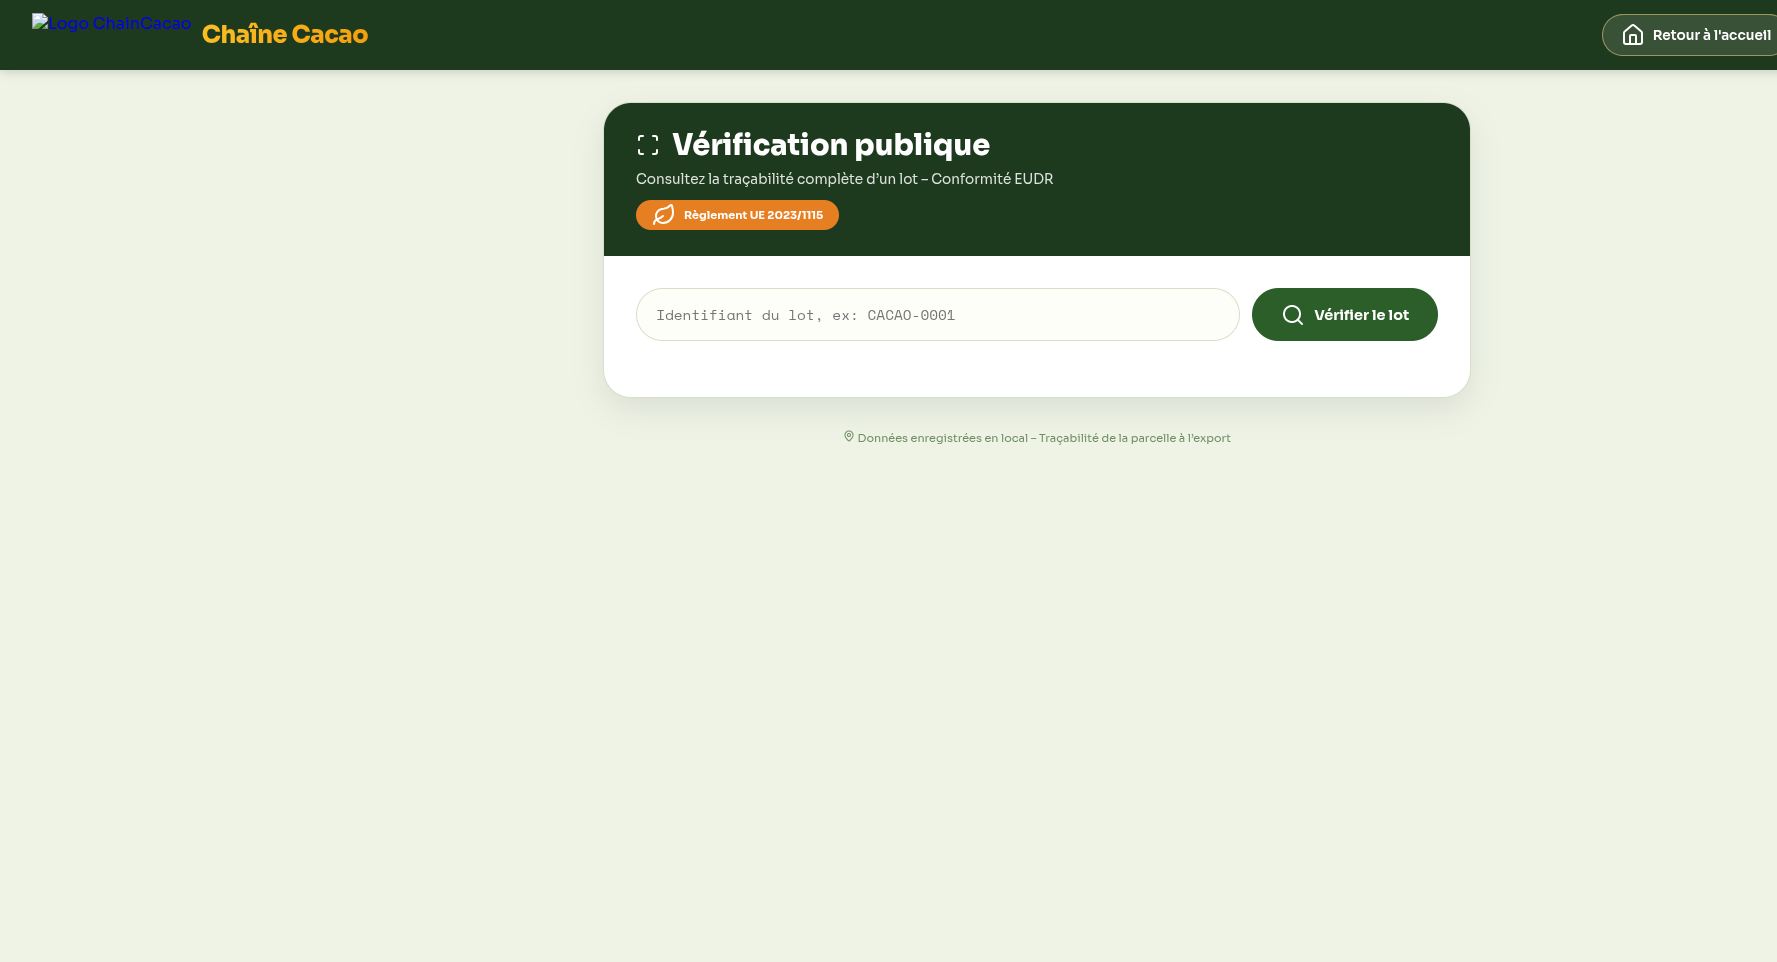 Logo ChainCacao
Chaîne Cacao
Retour à l'accueil
Vérification publique
Consultez la traçabilité complète d’un lot – Conformité EUDR
Règlement UE 2023/1115
Identifiant du lot, ex: CACAO-0001
Vérifier le lot
Données enregistrées en local – Traçabilité de la parcelle à l’export